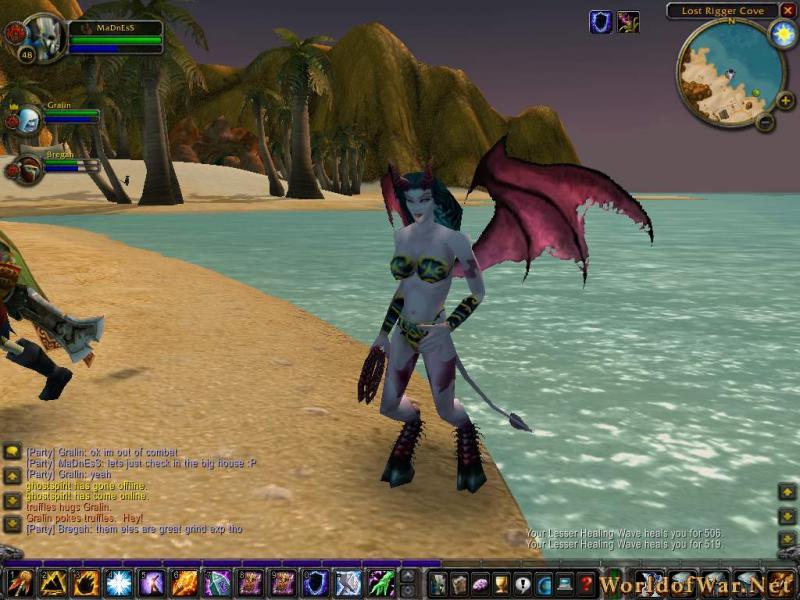 MaDnEsS
48
Lost Rigger Cove
N
Gralin
Bregah
[Party] Gralin: ok im out of combat
[Party] MaDnEsS: lets just check in the big house :P
[Party] Gralin: yeah
ghostspirit has gone offline.
ghostspirit has come online.
truffles hugs Gralin.
Gralin pokes truffles. Hey!
[Party] Bregah: them eles are great grind exp tho
Your Lesser Healing Wave heals you for 506.
Your Lesser Healing Wave heals you for 519.
WorldofWar.Net